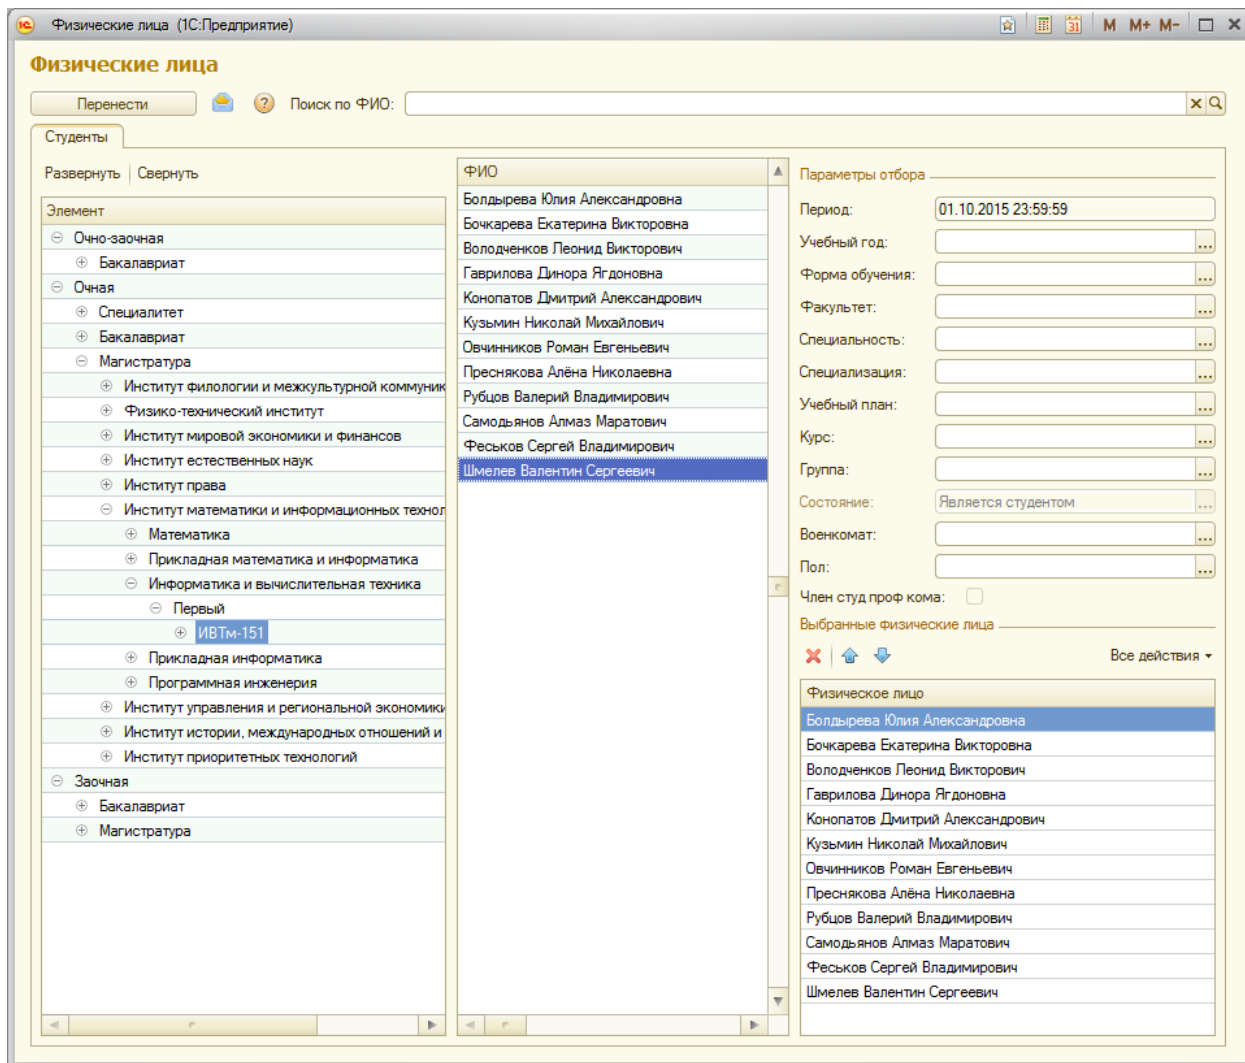 Физические лица (1С:Предприятие)
31 M M+ M-
Физические лица
Перенести ? Поиск по ФИО:
Студенты
Развернуть Свернуть
Элемент
Очно-заочная
Бакалавриат
Очная
Специалитет
Бакалавриат
Магистратура
Институт филологии и межкультурной коммуник
Физико-технический институт
Институт мировой экономики и финансов
Институт естественных наук
Институт права
Институт математики и информационных технол
Математика
Прикладная математика и информатика
Информатика и вычислительная техника
Первый
ИВТм-151
Прикладная информатика
Программная инженерия
Институт управления и региональной экономики
Институт истории, международных отношений и
Институт приоритетных технологий
Заочная
Бакалавриат
Магистратура
ФИО
Болдырева Юлия Александровна
Бочкарева Екатерина Викторовна
Володченков Леонид Викторович
Гаврилова Динора Ягдоновна
Конопатов Дмитрий Александрович
Кузьмин Николай Михайлович
Овчинников Роман Евгеньевич
Преснякова Алёна Николаевна
Рубцов Валерий Владимирович
Самодьянов Алмаз Маратович
Феськов Сергей Владимирович
Шмелев Валентин Сергеевич
Параметры отбора
Период: 01.10.2015 23:59:59
Учебный год: ...
Форма обучения: ...
Факультет: ...
Специальность: ...
Специализация: ...
Учебный план: ...
Курс: ...
Группа: ...
Состояние: Является студентом ...
Военкомат: ...
Пол: ...
Член студ проф кома:
Выбранные физические лица
Все действия
Физическое лицо
Болдырева Юлия Александровна
Бочкарева Екатерина Викторовна
Володченков Леонид Викторович
Гаврилова Динора Ягдоновна
Конопатов Дмитрий Александрович
Кузьмин Николай Михайлович
Овчинников Роман Евгеньевич
Преснякова Алёна Николаевна
Рубцов Валерий Владимирович
Самодьянов Алмаз Маратович
Феськов Сергей Владимирович
Шмелев Валентин Сергеевич